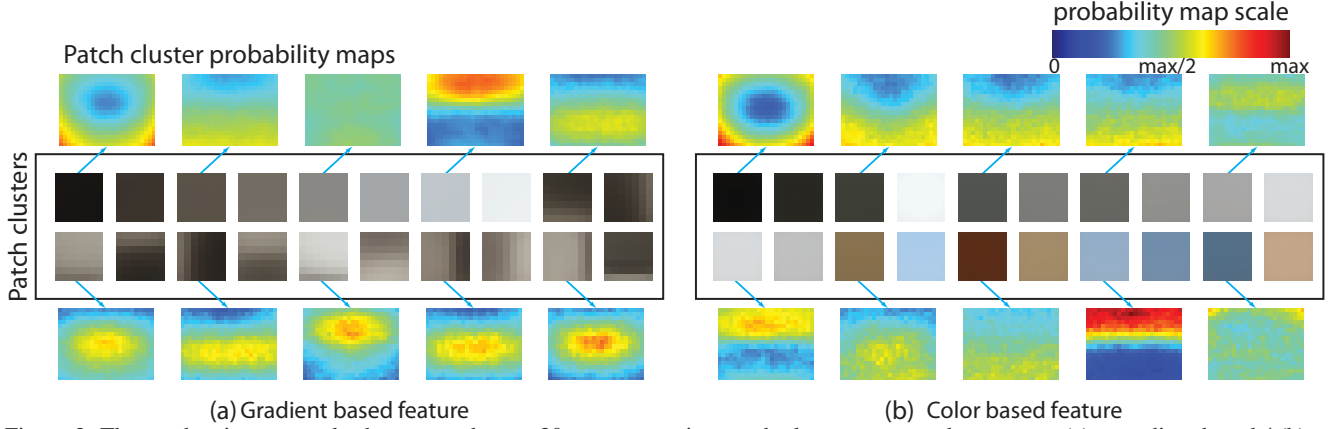 probability map scale
Patch cluster probability maps
0 max/2 max
Patch clusters
(a) Gradient based feature
(b) Color based feature